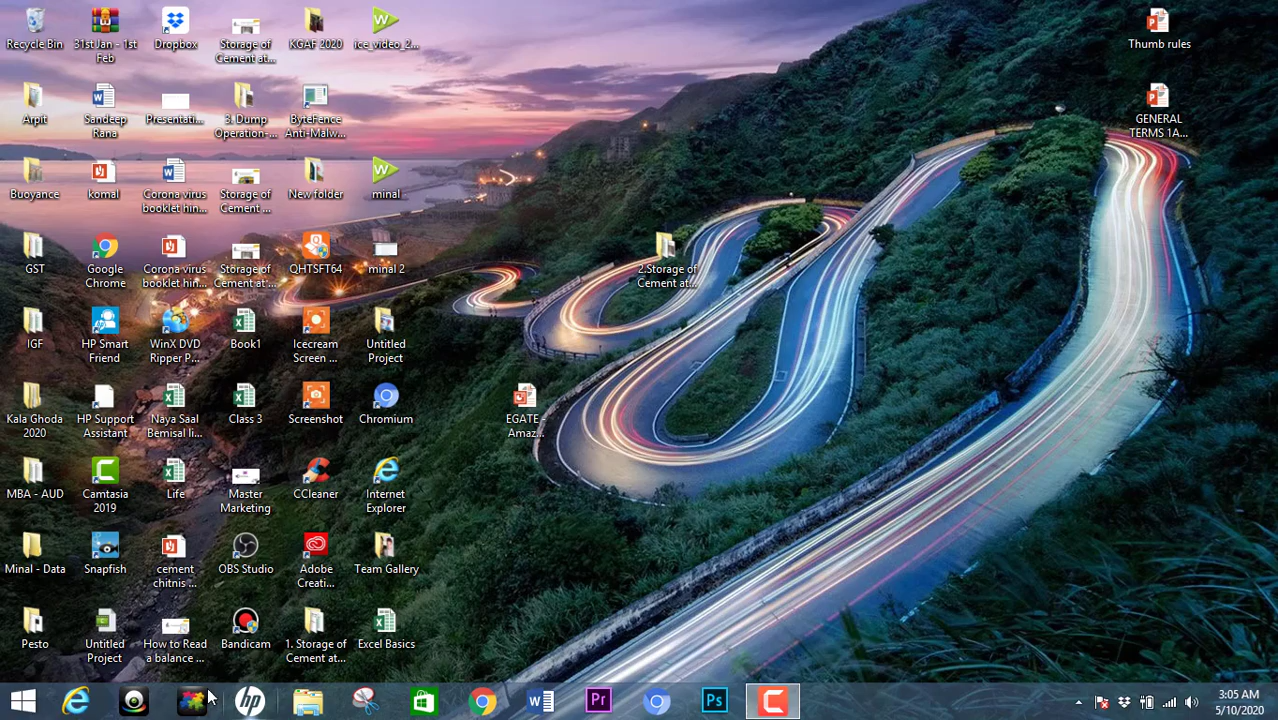 Recycle Bin
31stJan - 1st
Feb
Dropbox
Storage of
Cement at...
KGAF 2020
ice_video_2...
Thumb rules
Arpit
Sandeep
Rana
Presentati...
3. Dump
Operation-...
ByteFence
Anti-Malw...
GENERAL
TERMS 1A...
Buoyance
komal
Corona virus
booklet hin...
Storage of
Cement ...
New folder
minal
GST
Google
Chrome
Corona virus
booklet hin...
Storage of
Cement at'...
QHTSFT64
minal 2
2.Storage of
Cement at...
IGF
HP Smart
Friend
WinX DVD
Ripper P...
Book1
Icecream
Screen ...
Untitled
Project
Kala Ghoda
2020
HP Support
Assistant
Naya Saal
Bemisal li...
Class 3
Screenshot
Chromium
EGATE -
Amaz...
MBA - AUD
Camtasia
2019
Life
Master
Marketing
CCleaner
Internet
Explorer
Minal - Data
Snapfish
cement
chitnis ...
OBS Studio
Adobe
Creati...
Team Gallery
Pesto
Untitled
Project
How to Read
a balance ...
Bandicam
1. Storage of
Cement at...
Excel Basics
3:05 AM
5/10/2020